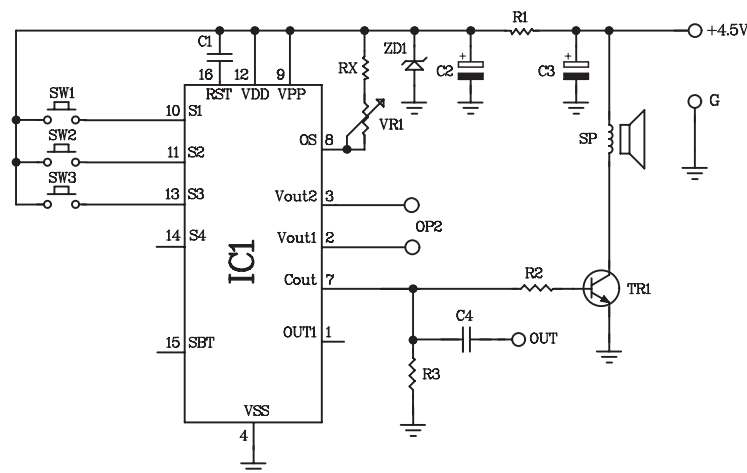 R1
+4.5V
C1
ZD1
RX
+
C2
+
C3
16 12 9
RST VDD VPP
SW1
10 S1
VR1
G
SW2
OS 8
SP
11 S2
SW3
13 S3
Vout2 3
OP2
14 S4
Vout1 2
IC1
Cout 7
R2
TR1
C4
OUT
OUT1 1
15 SBT
R3
VSS
4